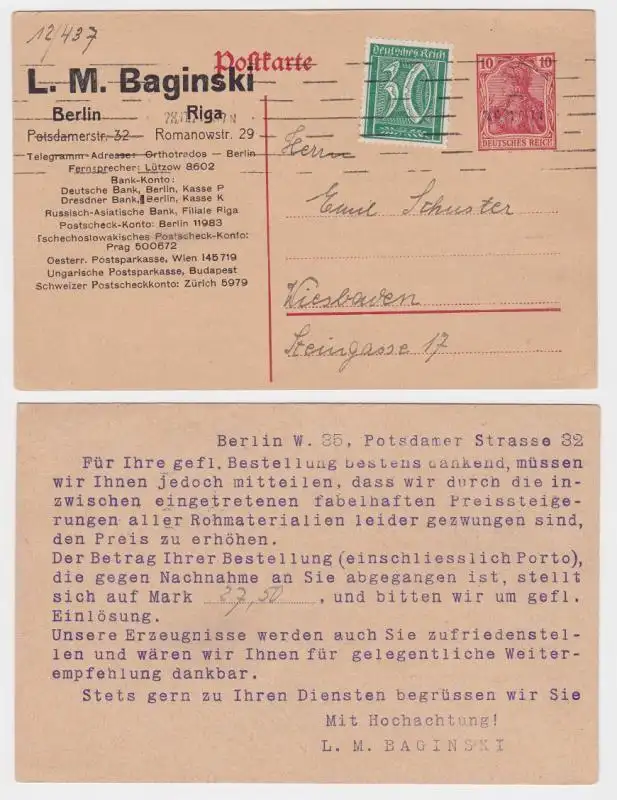 12/437
Postkarte
L. M. Baginski
Berlin Riga
Potsdamerstr. 32 Romanowstr. 29
Telegramm-Adresse: Orthotrados — Berlin
Fernsprecher: Lützow 8602
Bank-Konto:
Deutsche Bank, Berlin, Kasse P
Dresdner Bank, Berlin, Kasse K
Russisch-Asiatische Bank, Filiale Riga
Postscheck-Konto: Berlin 11983
Tschechoslowakisches Postscheck-Konto:
Prag 500672
Oesterr. Postsparkasse, Wien 145719
Ungarische Postsparkasse, Budapest
Schweizer Postscheckkonto: Zürich 5979
Deutsches Reich
30
10 10
DEUTSCHES REICH
Herrn
Emil Schuster
Wiesbaden
Steingasse 17
Berlin W. 35, Potsdamer Strasse 32
Für Ihre gefl. Bestellung bestens dankend, müssen
wir Ihnen jedoch mitteilen, dass wir durch die in-
zwischen eingetretenen fabelhaften Preissteige-
rungen aller Rohmaterialien leider gezwungen sind,
den Preis zu erhöhen.
Der Betrag Ihrer Bestellung (einschliesslich Porto),
die gegen Nachnahme an Sie abgegangen ist, stellt
sich auf Mark 27,50, und bitten wir um gefl.
Einlösung.
Unsere Erzeugnisse werden auch Sie zufriedenstel-
len und wären wir Ihnen für gelegentliche Weiter-
empfehlung dankbar.
Stets gern zu Ihren Diensten begrüssen wir Sie
Mit Hochachtung!
L. M. BAGINSKI